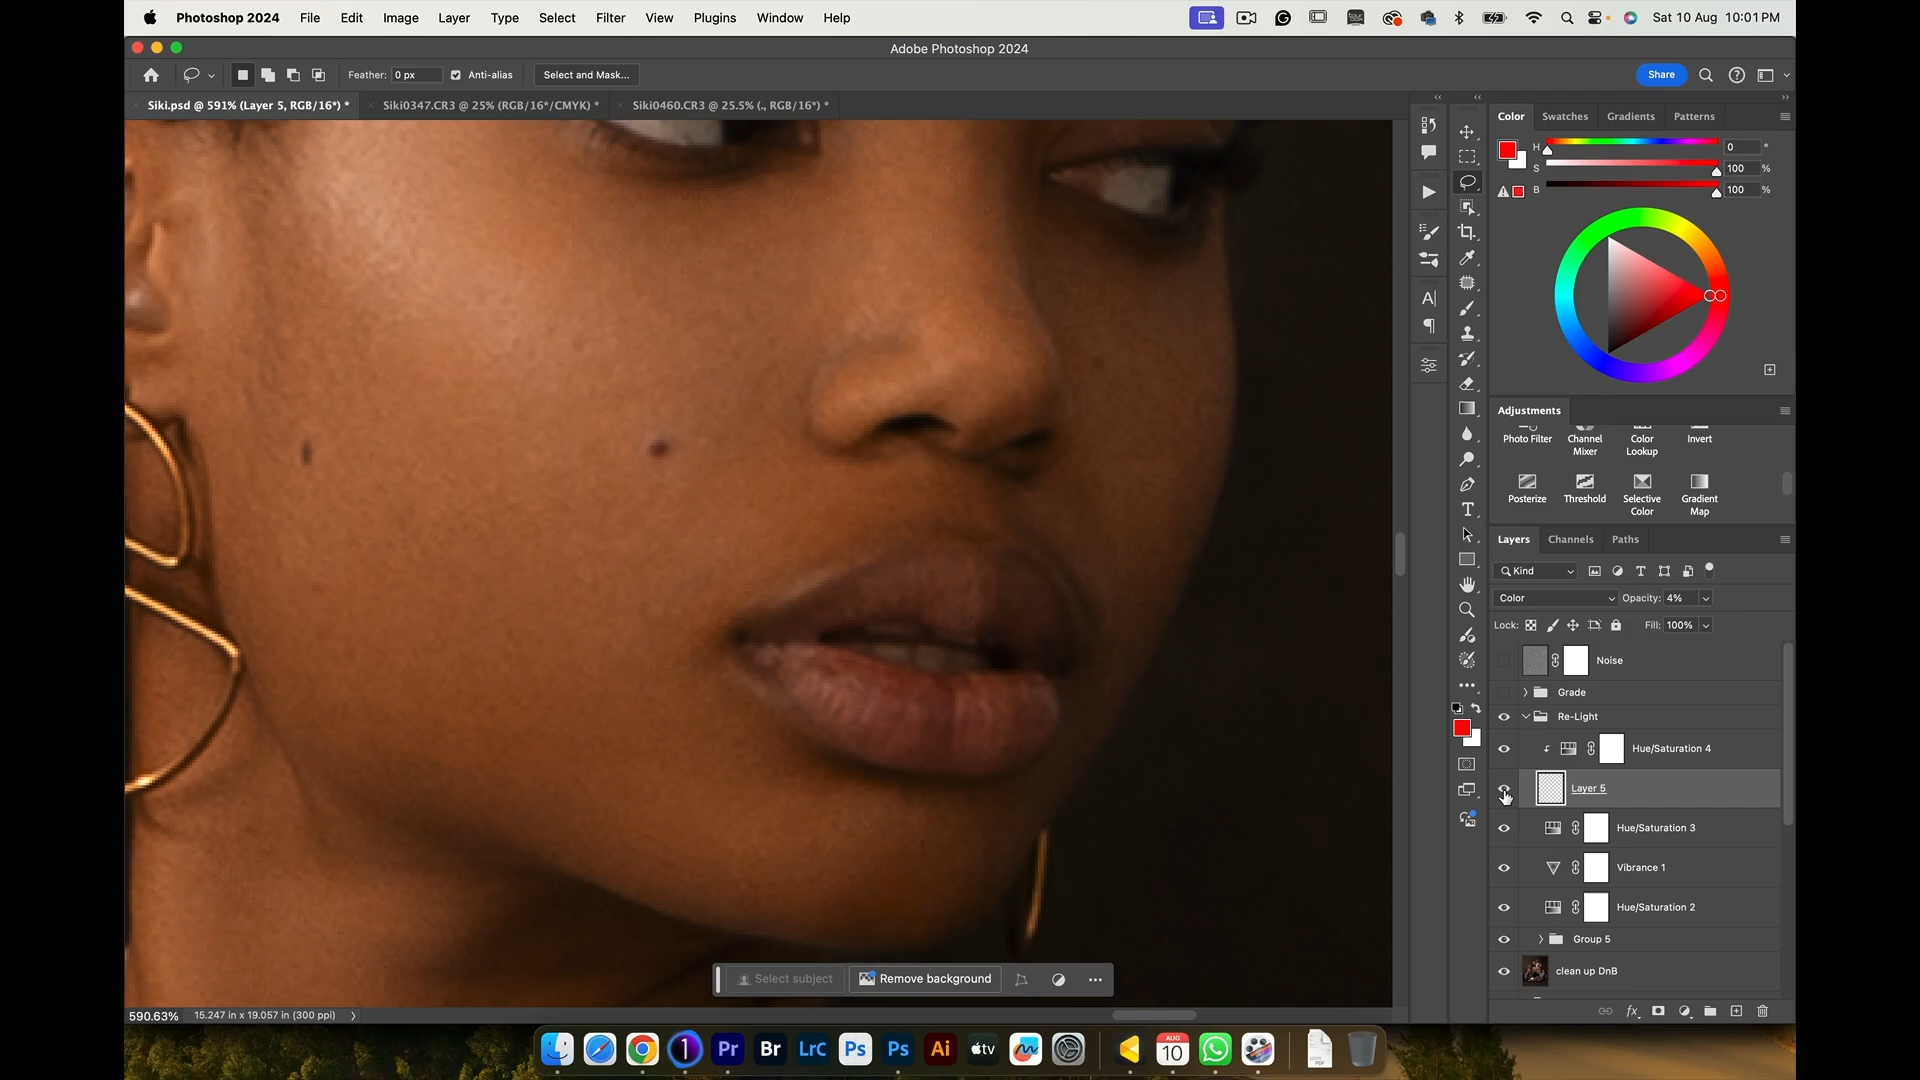 Photoshop 2024 File Edit Image Layer Type Select Filter View Plugins Window Help Sat 10 Aug 10:01PM
Adobe Photoshop 2024
Feather: 0 px Anti-alias Select and Mask... Share
Siki.psd @ 591% (Layer 5, RGB/16*) * Siki0347.CR3 @ 25% (RGB/16*/CMYK) * Siki0460.CR3 @ 25.5% (., RGB/16*) *
Color Swatches Gradients Patterns
H 0 °
S 100 %
B 100 %
Adjustments
Photo Filter Channel Mixer Color Lookup Invert
Posterize Threshold Selective Color Gradient Map
Layers Channels Paths
Kind
Color Opacity: 4%
Lock: Fill: 100%
Noise
Grade
Re-Light
Hue/Saturation 4
Layer 5
Hue/Saturation 3
Vibrance 1
Hue/Saturation 2
Group 5
clean up DnB
Select subject Remove background
590.63% 15.247 in x 19.057 in (300 ppi)
1 Pr Br LrC Ps Ps Ai tv AUG 10 PDF